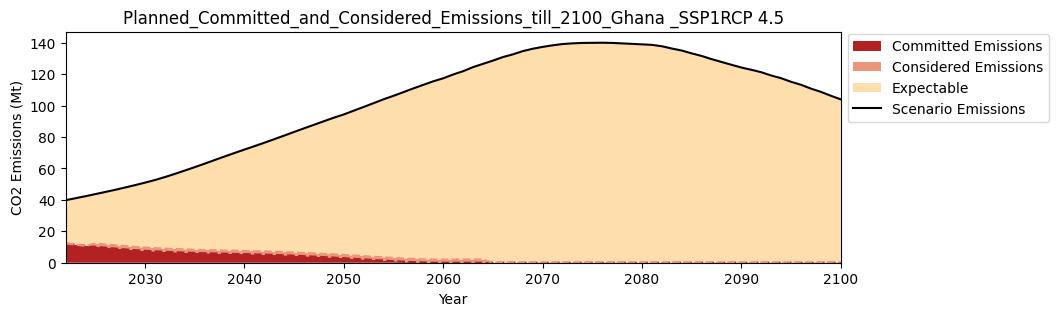 Planned_Committed_and_Considered_Emissions_till_2100_Ghana _SSP1RCP 4.5
Committed Emissions
Considered Emissions
Expectable
Scenario Emissions
CO2 Emissions (Mt)
140
120
100
80
60
40
20
0
2030 2040 2050 2060 2070 2080 2090 2100
Year